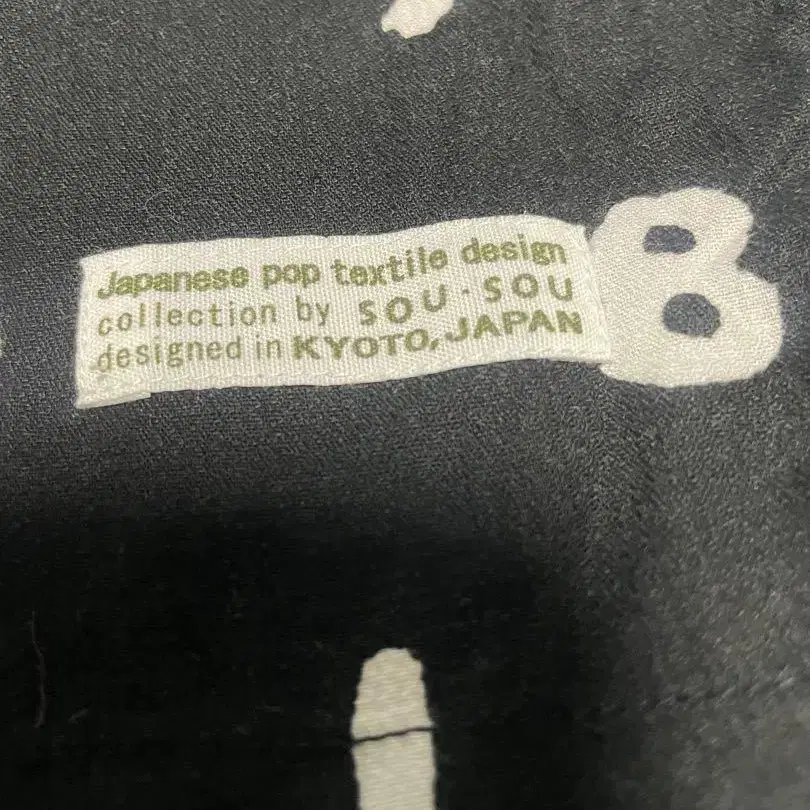 Japanese pop textile design
collection by SOU·SOU
designed in KYOTO, JAPAN
8